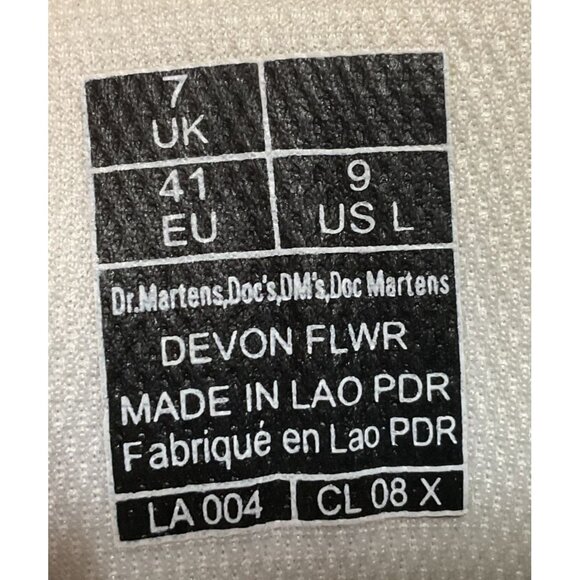 7
UK
41
EU
9
US L
Dr.Martens,Doc's,DM's,Doc Martens
DEVON FLWR
MADE IN LAO PDR
Fabriqué en Lao PDR
LA 004
CL 08 X